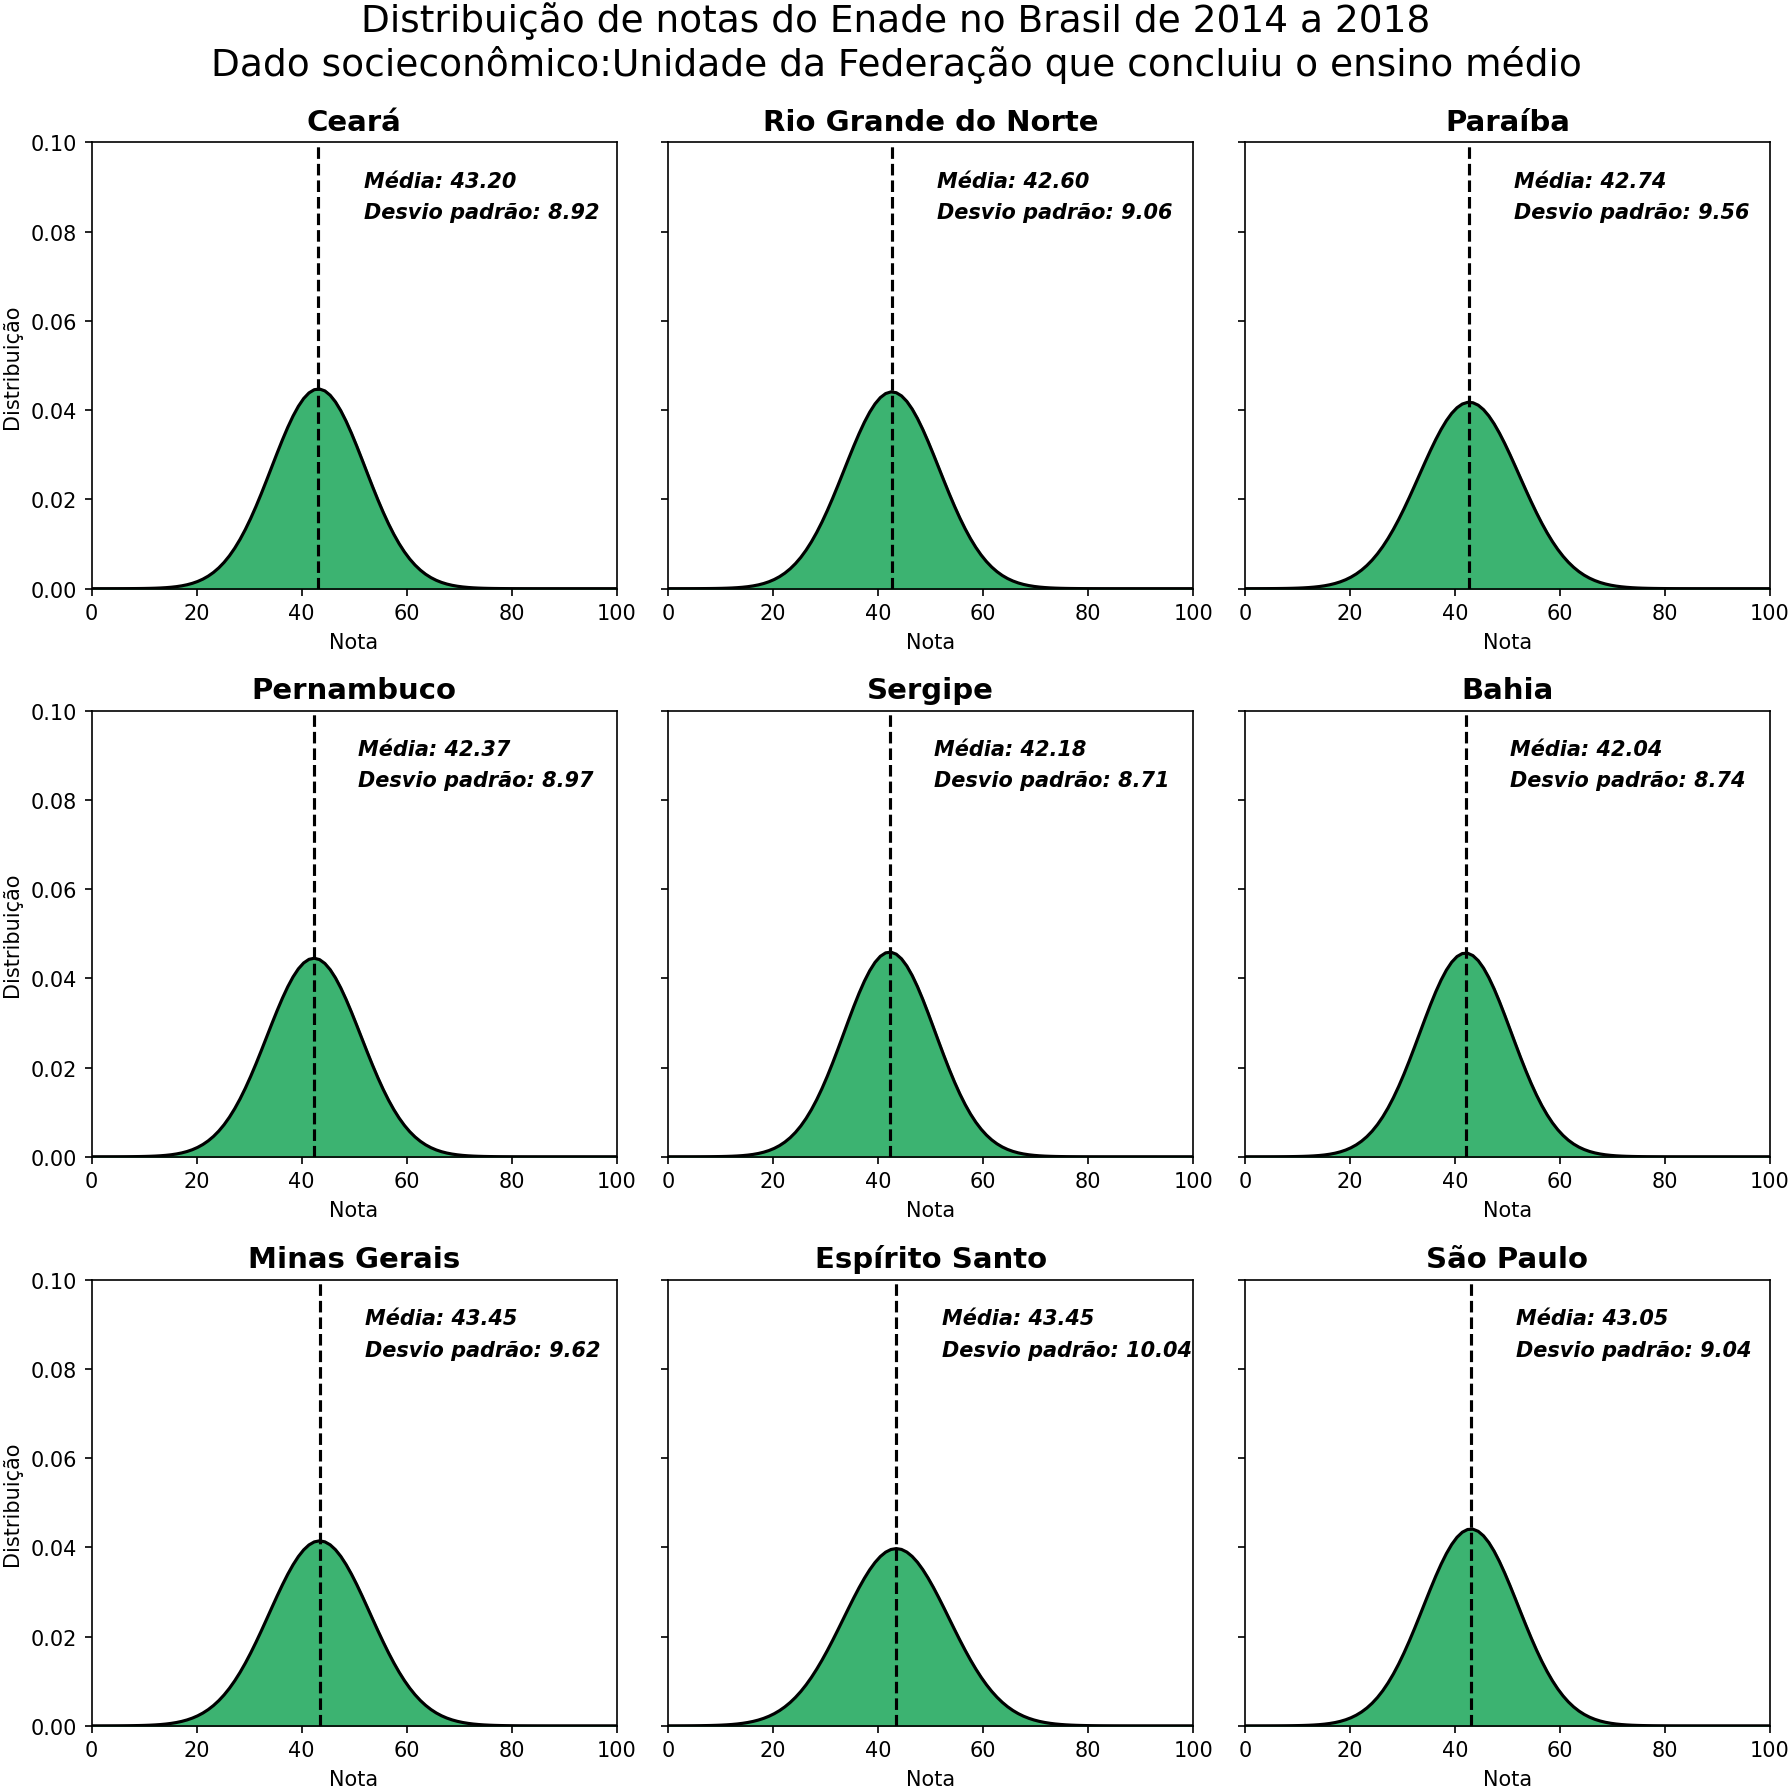 Distribuição de notas do Enade no Brasil de 2014 a 2018
Dado socieconômico:Unidade da Federação que concluiu o ensino médio
Ceará
Média: 43.20
Desvio padrão: 8.92
0.10
0.08
0.06
0.04
0.02
0.00
Distribuição
0 20 40 60 80 100
Nota
Rio Grande do Norte
Média: 42.60
Desvio padrão: 9.06
0 20 40 60 80 100
Nota
Paraíba
Média: 42.74
Desvio padrão: 9.56
0 20 40 60 80 100
Nota
Pernambuco
Média: 42.37
Desvio padrão: 8.97
0.10
0.08
0.06
0.04
0.02
0.00
Distribuição
0 20 40 60 80 100
Nota
Sergipe
Média: 42.18
Desvio padrão: 8.71
0 20 40 60 80 100
Nota
Bahia
Média: 42.04
Desvio padrão: 8.74
0 20 40 60 80 100
Nota
Minas Gerais
Média: 43.45
Desvio padrão: 9.62
0.10
0.08
0.06
0.04
0.02
0.00
Distribuição
0 20 40 60 80 100
Nota
Espírito Santo
Média: 43.45
Desvio padrão: 10.04
0 20 40 60 80 100
Nota
São Paulo
Média: 43.05
Desvio padrão: 9.04
0 20 40 60 80 100
Nota